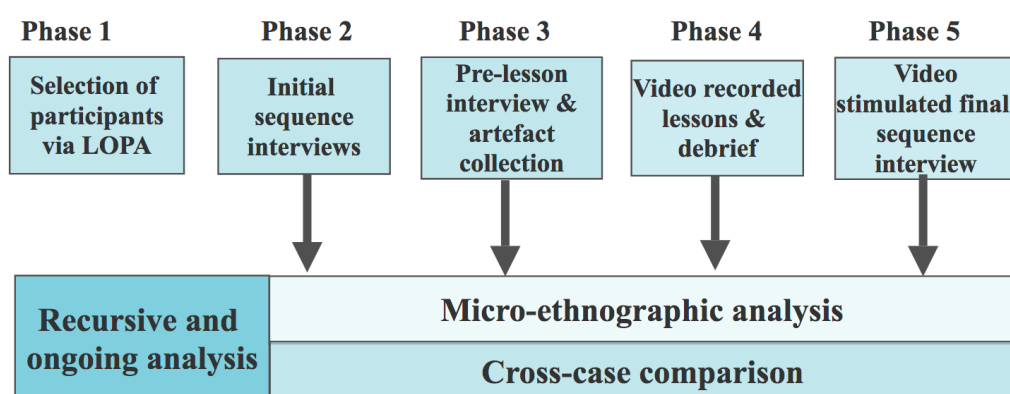 Phase 1
Phase 2
Phase 3
Phase 4
Phase 5
Selection of
participants
via LOPA
Initial
sequence
interviews
Pre-lesson
interview &
artefact
collection
Video recorded
lessons &
debrief
Video
stimulated final
sequence
interview
Recursive and
ongoing analysis
Micro-ethnographic analysis
Cross-case comparison